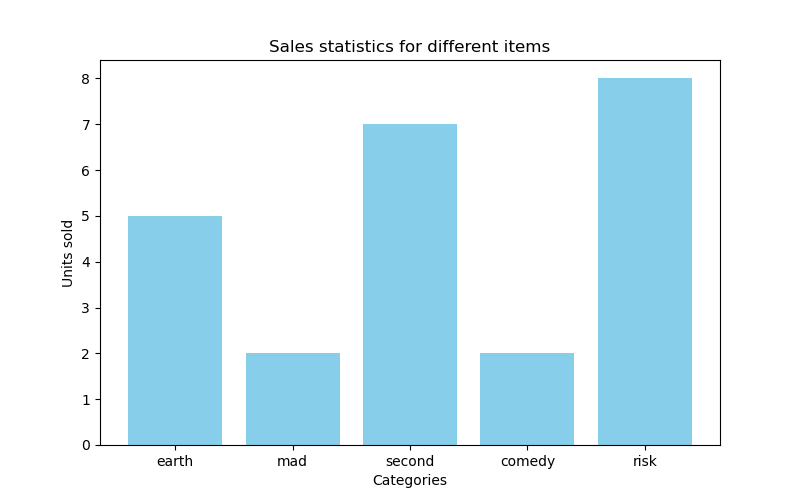 Sales statistics for different items
Units sold
8
7
6
5
4
3
2
1
0
earth mad second comedy risk
Categories